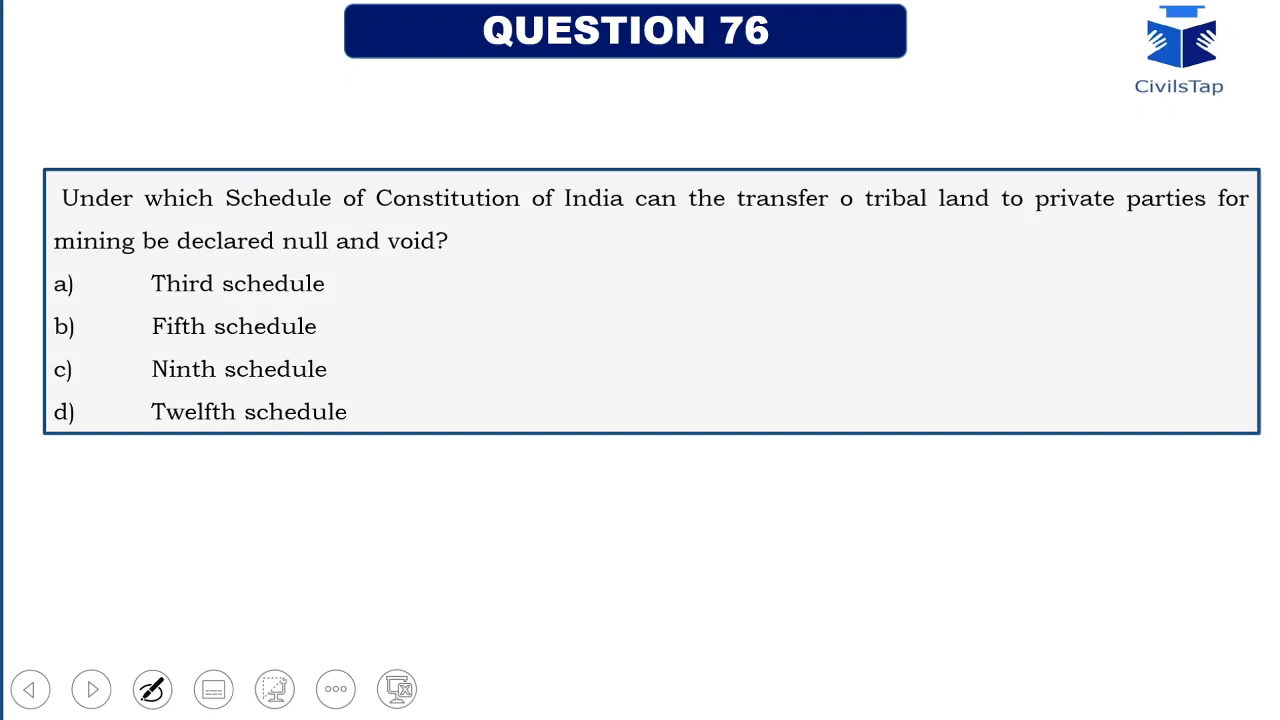 QUESTION 76
CivilsTap
Under which Schedule of Constitution of India can the transfer o tribal land to private parties for
mining be declared null and void?
a) Third schedule
b) Fifth schedule
c) Ninth schedule
d) Twelfth schedule